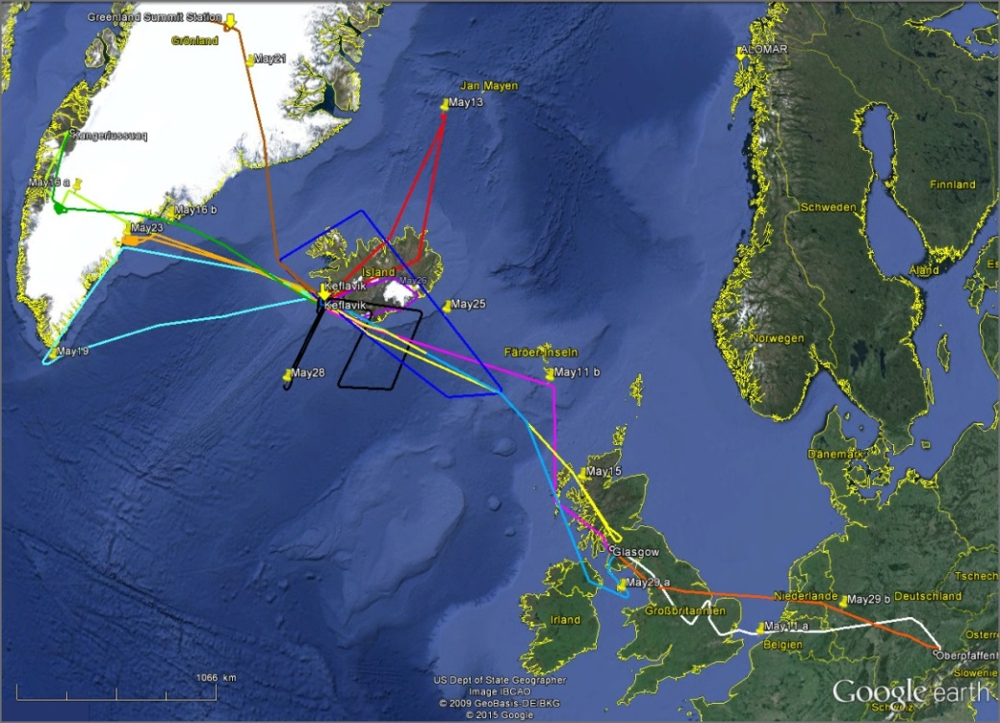 Greenland Summit Station
Grönland
May21
ALOMAR
Jan Mayen
May13
Kangerlussuaq
May16 a
Finnland
May16 b
Schweden
May23
Island
Åland
May26
Keflavik
Keflavik
May25
Norwegen
May19
Färöer-Inseln
May28
May11 b
Dänemark
May15
Glasgow
Tschech
May29 a
Niederlande
May29 b
Deutschland
Großbritannien
Irland
May11 a
Belgien
Österr
Oberpfaffenh
Slowenie
1066 km
US Dept of State Geographer
Image IBCAO
© 2009 GeoBasis-DE/BKG
© 2015 Google
Google earth
Schweiz